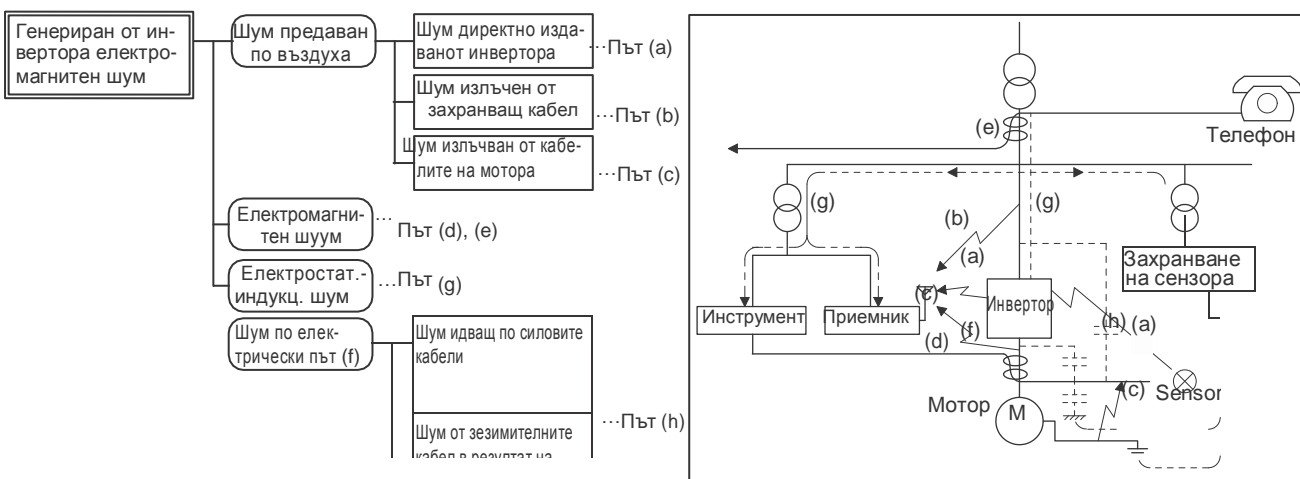 Генериран от ин-
вертора електро-
магнитен шум
Шум предаван
по въздуха
Шум директно изда-
ванот инвертора
...Път (a)
Шум излъчен от
захранващ кабел
...Път (b)
Шум излъчван от кабе-
лите на мотора
...Път (c)
Електромагни-
тен шуум
... Път (d), (e)
Електростат.-
индукц. шум
...Път (g)
Шум по елек-
трически път (f)
Шум идващ по силовите
кабели
...Път (h)
Шум от зезимителните
кабел в резултат на
Телефон
(e)
(g)
(g)
(b)
(a)
Захранване
на сензора
(c)
Инструмент
Приемник
Инвертор
(h)
(a)
(f)
(d)
(c)
Sensor
Мотор
M